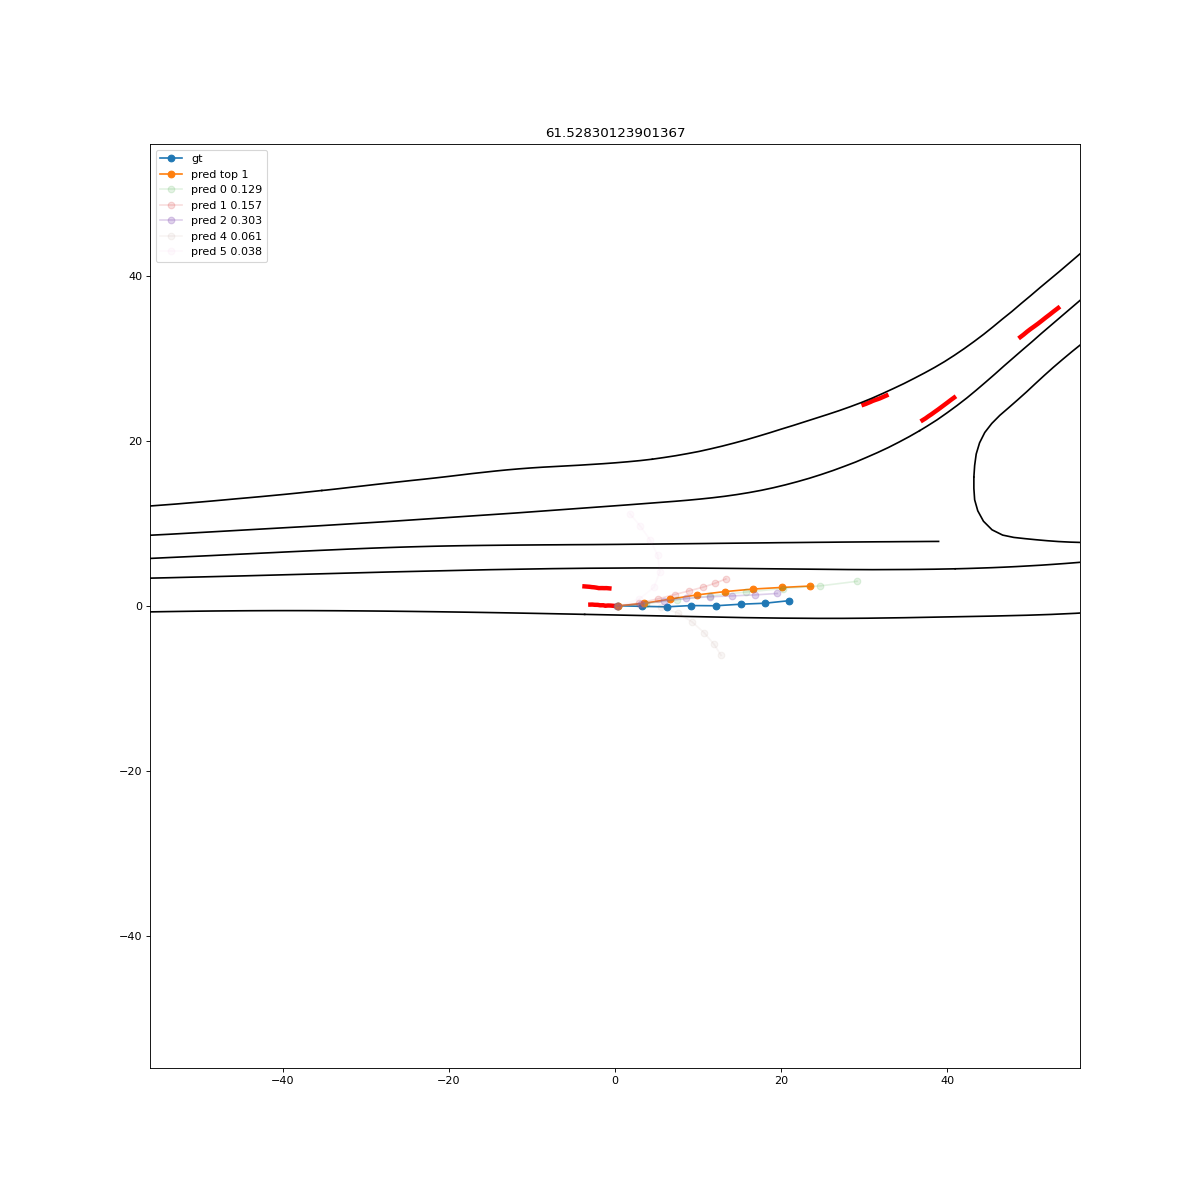 61.52830123901367
gt
pred top 1
pred 0 0.129
pred 1 0.157
pred 2 0.303
pred 4 0.061
pred 5 0.038
40
20
0
−20
−40
−40 −20 0 20 40